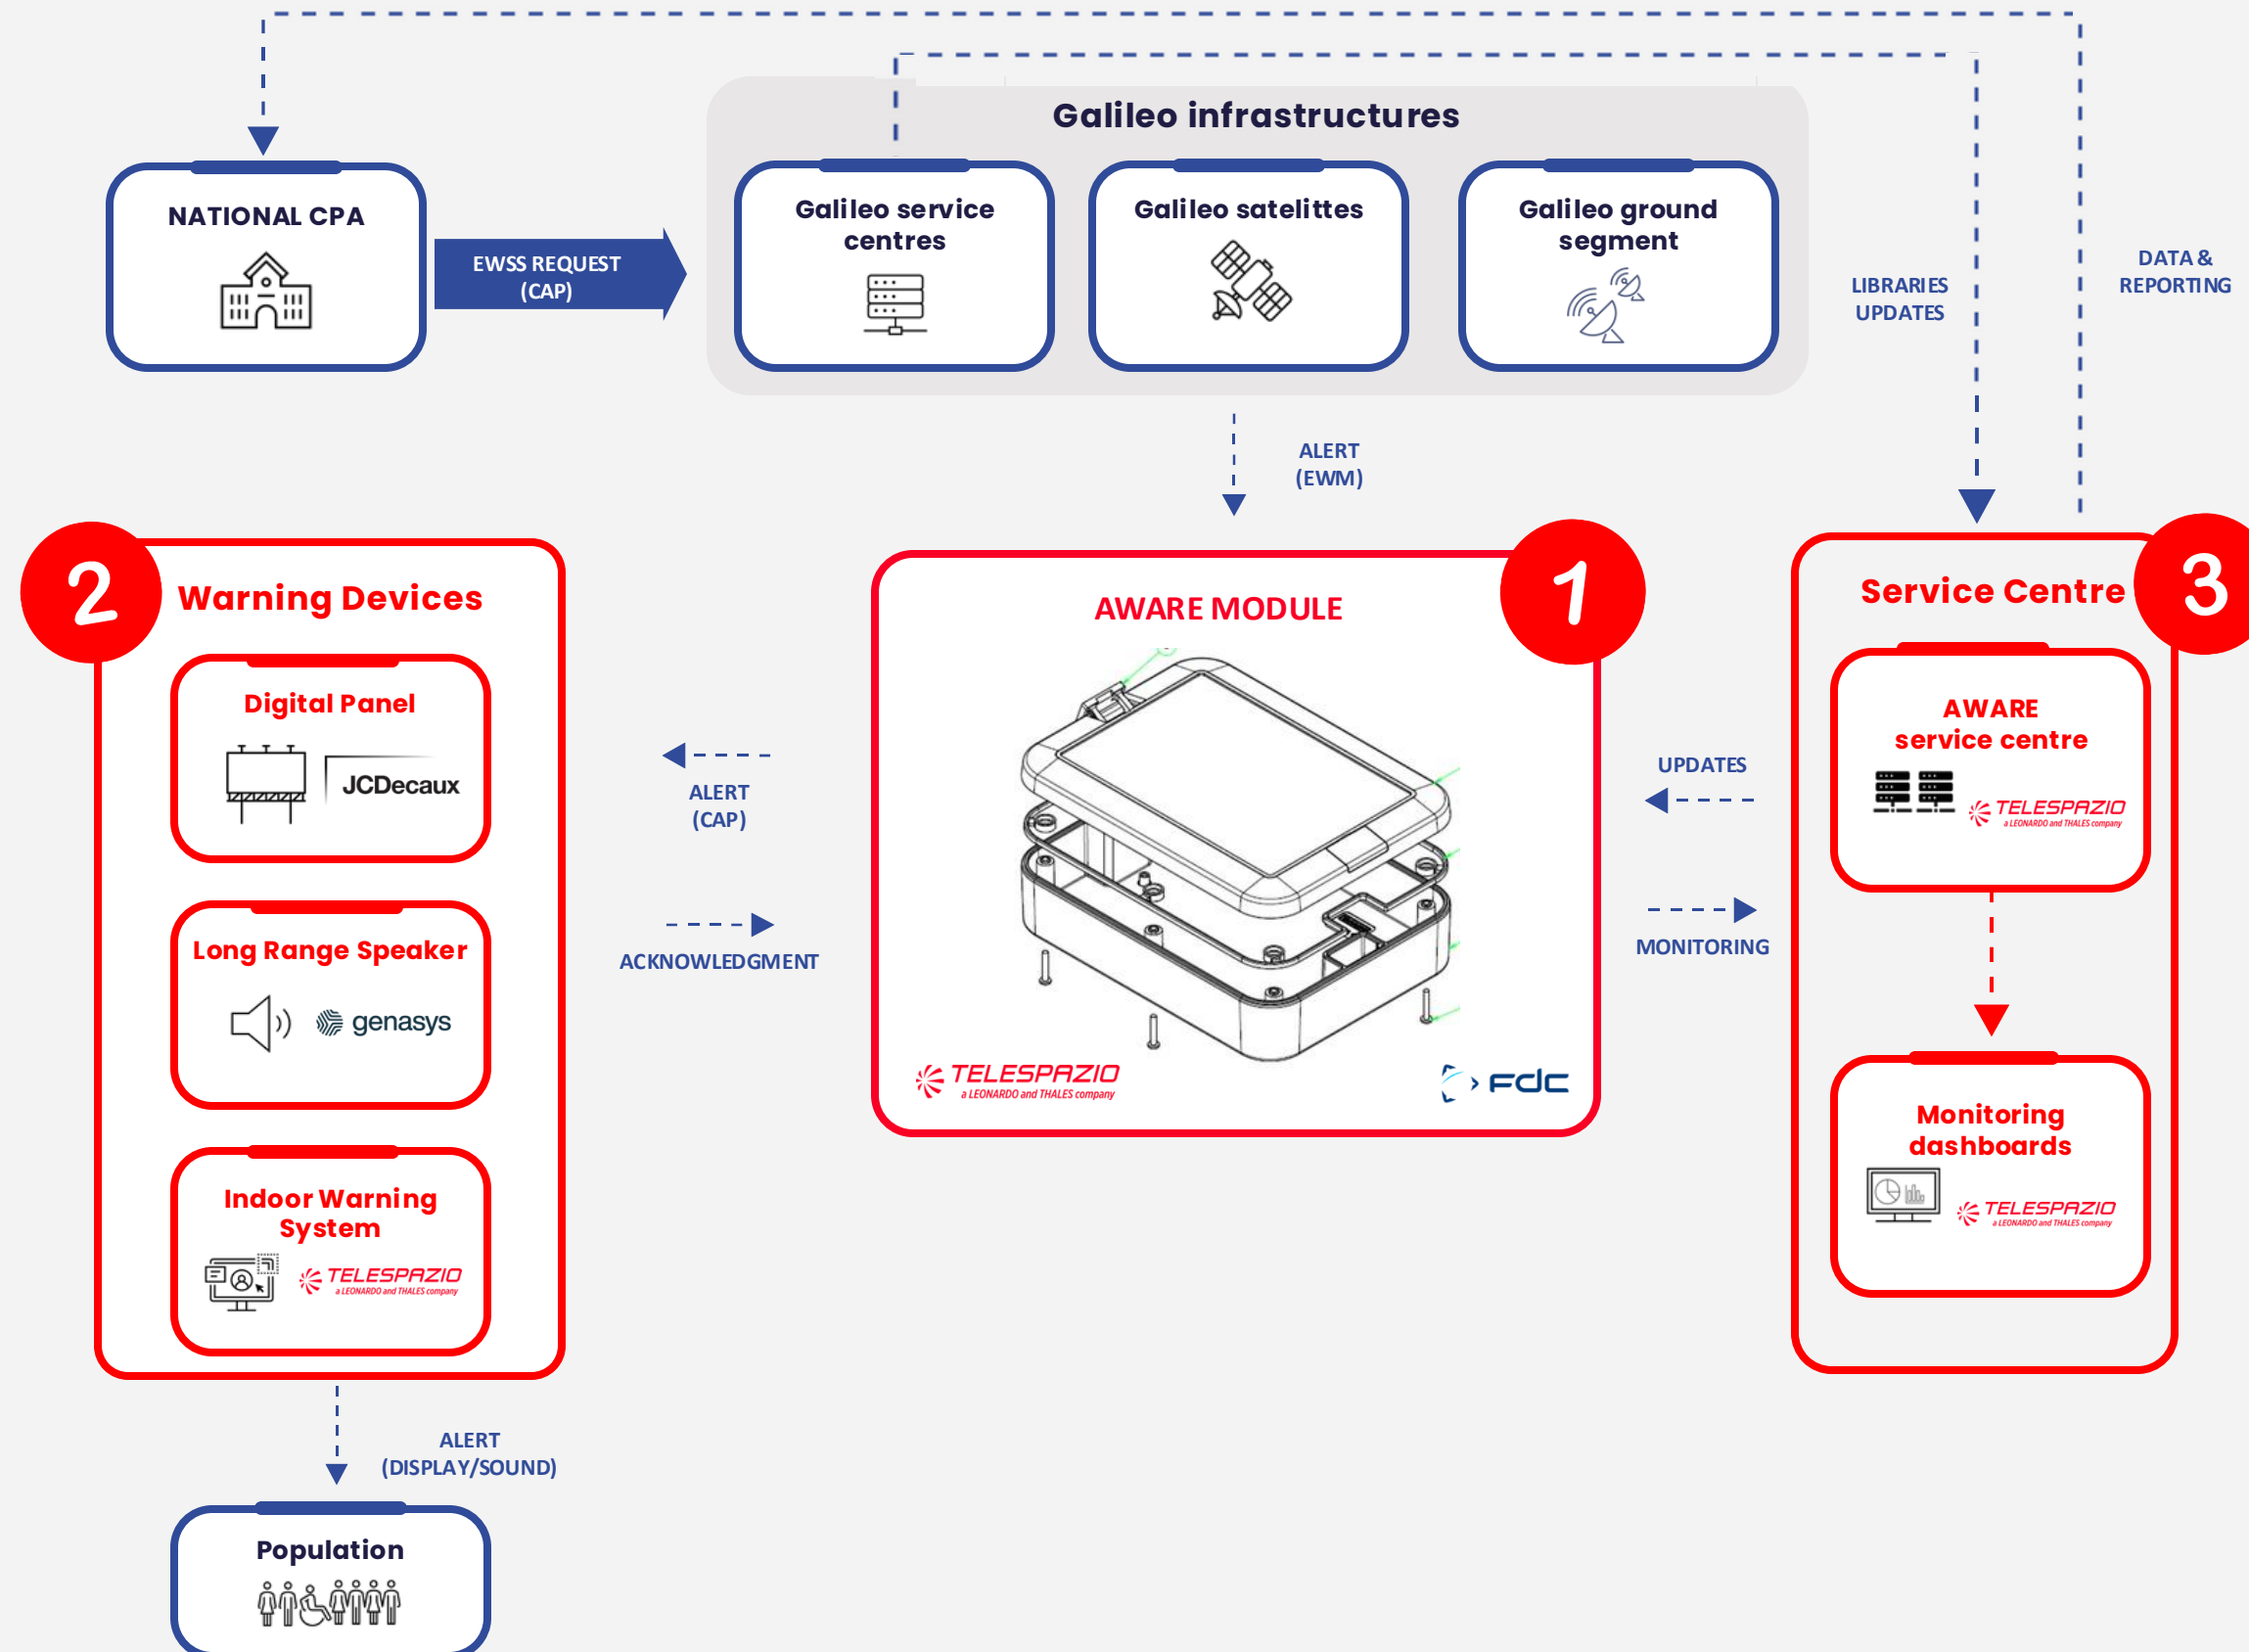 Galileo infrastructures
NATIONAL CPA
EWSS REQUEST
(CAP)
Galileo service
centres
Galileo satelittes
Galileo ground
segment
LIBRARIES
UPDATES
DATA &
REPORTING
ALERT
(EWM)
2
Warning Devices
Digital Panel
JCDecaux
Long Range Speaker
genasys
Indoor Warning
System
TELESPAZIO
a LEONARDO and THALES company
ALERT
(CAP)
ACKNOWLEDGMENT
1
AWARE MODULE
TELESPAZIO
a LEONARDO and THALES company
fdc
UPDATES
MONITORING
3
Service Centre
AWARE
service centre
TELESPAZIO
a LEONARDO and THALES company
Monitoring
dashboards
TELESPAZIO
a LEONARDO and THALES company
ALERT
(DISPLAY/SOUND)
Population